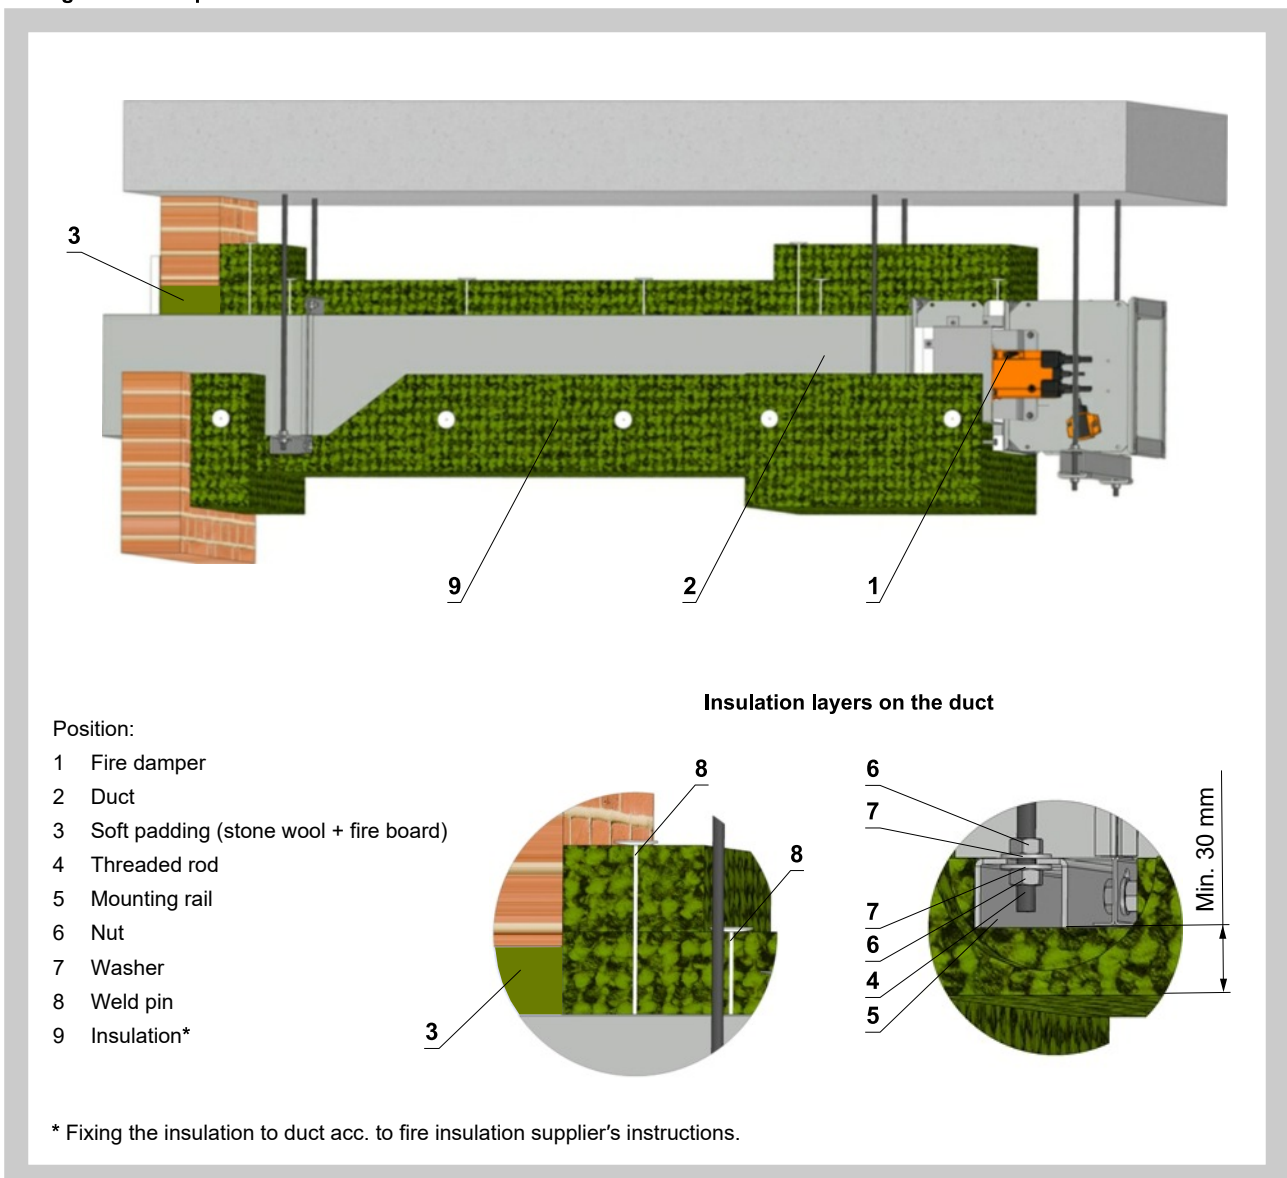 3
9
2
1
Insulation layers on the duct
Position:
1 Fire damper
2 Duct
3 Soft padding (stone wool + fire board)
4 Threaded rod
5 Mounting rail
6 Nut
7 Washer
8 Weld pin
9 Insulation*
8
8
3
6
7
7
6
4
5
Min. 30 mm
* Fixing the insulation to duct acc. to fire insulation supplier′s instructions.